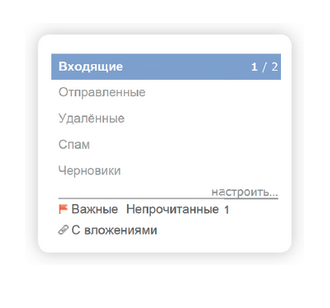 Входящие 1 / 2
Отправленные
Удалённые
Спам
Черновики
настроить...
Важные Непрочитанные 1
С вложениями